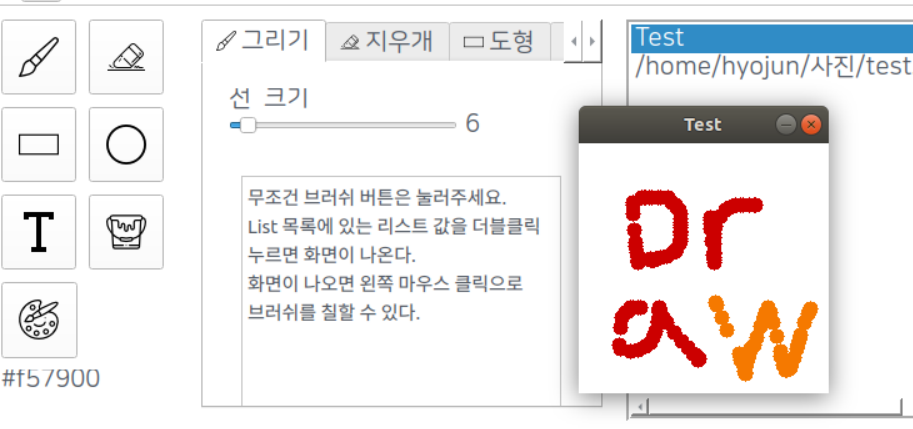 T
#f57900
그리기
지우개
도형
선 크기
6
무조건 브러쉬 버튼은 눌러주세요.
List 목록에 있는 리스트 값을 더블클릭
누르면 화면이 나온다.
화면이 나오면 왼쪽 마우스 클릭으로
브러쉬를 칠할 수 있다.
Test
/home/hyojun/사진/test
Test
Dr
aw